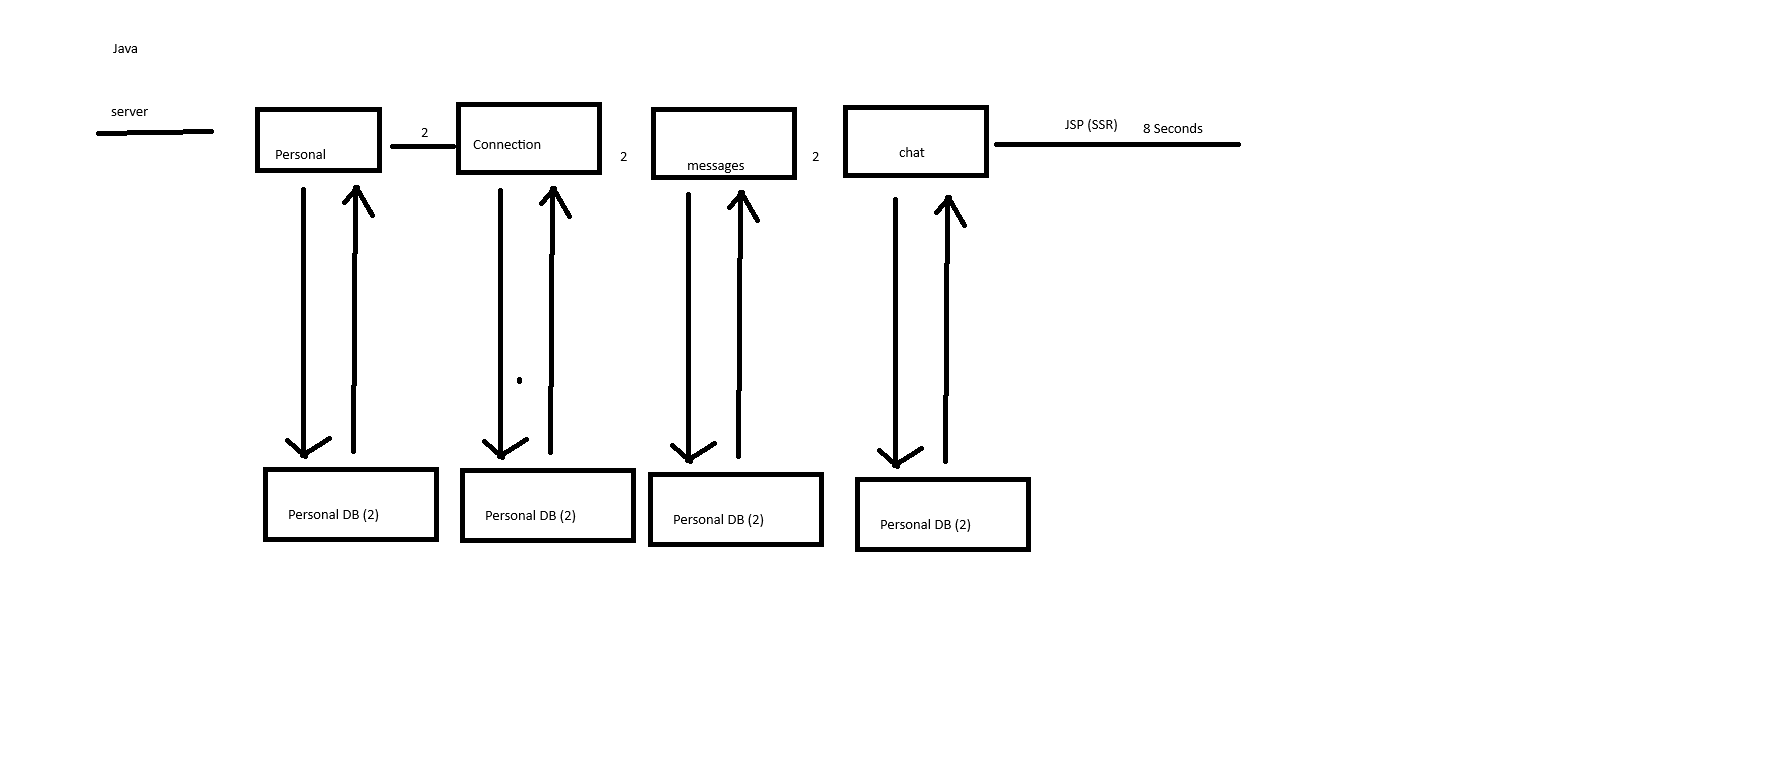 Java
server
Personal
2
Connection
2
messages
2
chat
JSP (SSR)
8 Seconds
Personal DB (2)
Personal DB (2)
Personal DB (2)
Personal DB (2)